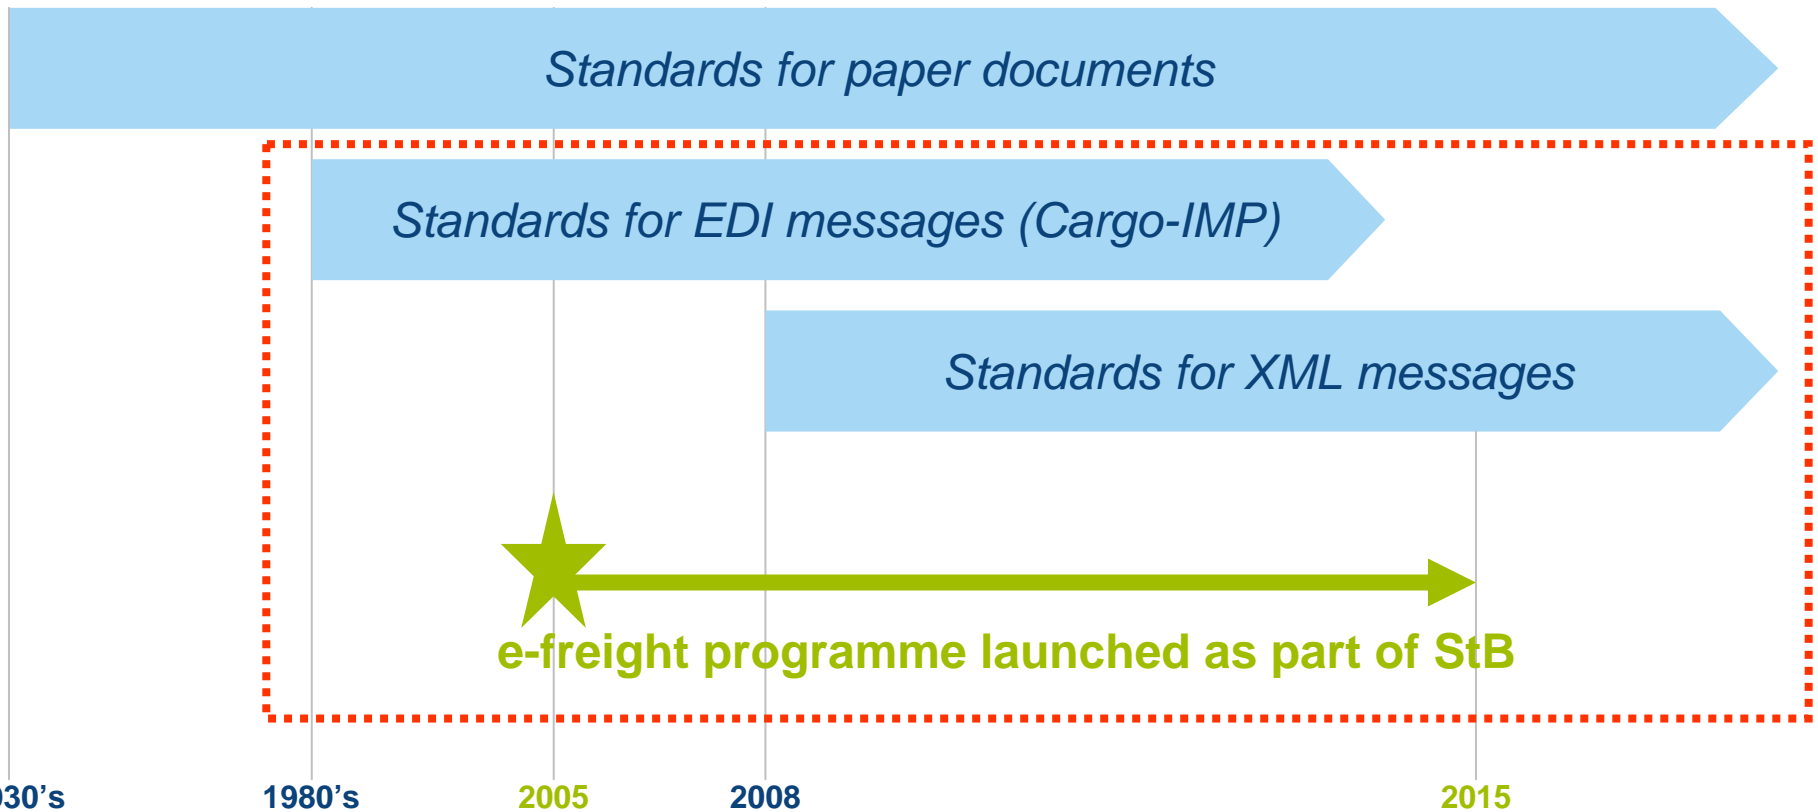 Standards for paper documents
Standards for EDI messages (Cargo-IMP)
Standards for XML messages
e-freight programme launched as part of StB
30's 1980's 2005 2008 2015